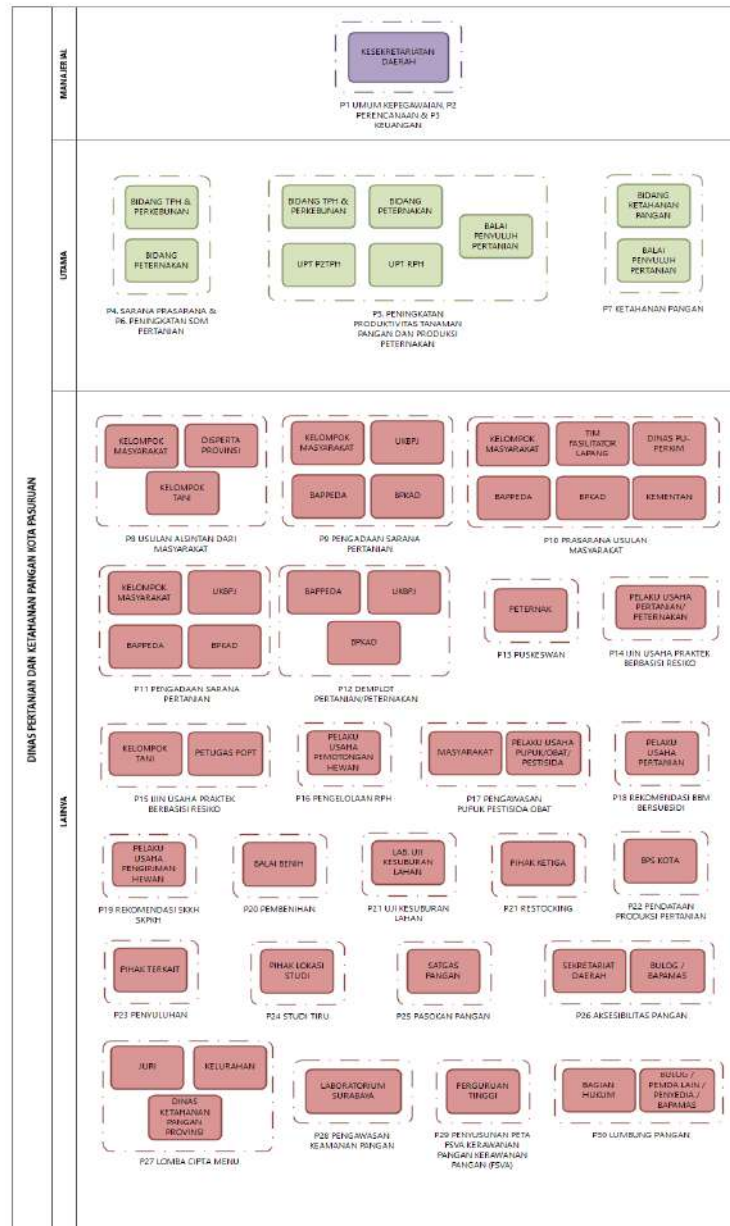 DINAS PERTANIAN DAN KETAHANAN PANGAN KOTA PASURUAN
MANAJERIAL
KESEKRETARIATAN
DAERAH
P1 UMUM KEPEGAWAIAN, P2
PERENCANAAN & P3
KEUANGAN
UTAMA
BIDANG TPH &
PERKEBUNAN
BIDANG
PETERNAKAN
P4. SARANA PRASARANA &
P6. PENINGKATAN SDM
PERTANIAN
BIDANG TPH &
PERKEBUNAN
BIDANG
PETERNAKAN
BALAI
PENYULUH
PERTANIAN
UPT P2TPH
UPT RPH
P5. PENINGKATAN
PRODUKTIVITAS TANAMAN
PANGAN DAN PRODUKSI
PETERNAKAN
BIDANG
KETAHANAN
PANGAN
BALAI
PENYULUH
PERTANIAN
P7 KETAHANAN PANGAN
LAINYA
KELOMPOK
MASYARAKAT
DISPERTA
PROVINSI
KELOMPOK
TANI
P8 USULAN ALSINTAN DARI
MASYARAKAT
KELOMPOK
MASYARAKAT
UKBPJ
BAPPEDA
BPKAD
P9 PENGADAAN SARANA
PERTANIAN
KELOMPOK
MASYARAKAT
TIM
FASILITATOR
LAPANG
DINAS PU-
PERKIM
BAPPEDA
BPKAD
KEMENTAN
P10 PRASARANA USULAN
MASYARAKAT
KELOMPOK
MASYARAKAT
UKBPJ
BAPPEDA
BPKAD
P11 PENGADAAN SARANA
PERTANIAN
BAPPEDA
UKBPJ
BPKAD
P12 DEMPLOT
PERTANIAN/PETERNAKAN
PETERNAK
P13 PUSKESWAN
PELAKU USAHA
PERTANIAN/
PETERNAKAN
P14 IJIN USAHA PRAKTEK
BERBASISI RESIKO
KELOMPOK
TANI
PETUGAS POPT
P15 IJIN USAHA PRAKTEK
BERBASISI RESIKO
PELAKU
USAHA
PEMOTONGAN
HEWAN
P16 PENGELOLAAN RPH
MASYARAKAT
PELAKU USAHA
PUPUK/OBAT/
PESTISIDA
P17 PENGAWASAN
PUPUK PESTISIDA OBAT
PELAKU
USAHA
PERTANIAN
P18 REKOMENDASI BBM
BERSUBSIDI
PELAKU
USAHA
PENGIRIMAN
HEWAN
P19 REKOMENDASI SKKH
SKPKH
BALAI BENIH
P20 PEMBENIHAN
LAB. UJI
KESUBURAN
LAHAN
P21 UJI KESUBURAN
LAHAN
PIHAK KETIGA
P21 RESTOCKING
BPS KOTA
P22 PENDATAAN
PRODUKSI PERTANIAN
PIHAK TERKAIT
P23 PENYULUHAN
PIHAK LOKASI
STUDI
P24 STUDI TIRU
SATGAS
PANGAN
P25 PASOKAN PANGAN
SEKRETARIAT
DAERAH
BULOG /
BAPAMAS
P26 AKSESIBILITAS PANGAN
JURI
KELURAHAN
DINAS
KETAHANAN
PANGAN
PROVINSI
P27 LOMBA CIPTA MENU
LABORATORIUM
SURABAYA
P28 PENGAWASAN
KEAMANAN PANGAN
PERGURUAN
TINGGI
P29 PENYUSUNAN PETA
FSVA KERAWANAN
PANGAN KERAWANAN
PANGAN (FSVA)
BAGIAN
HUKUM
BULOG /
PEMDA LAIN /
PENYEDIA /
BAPAMAS
P30 LUMBUNG PANGAN